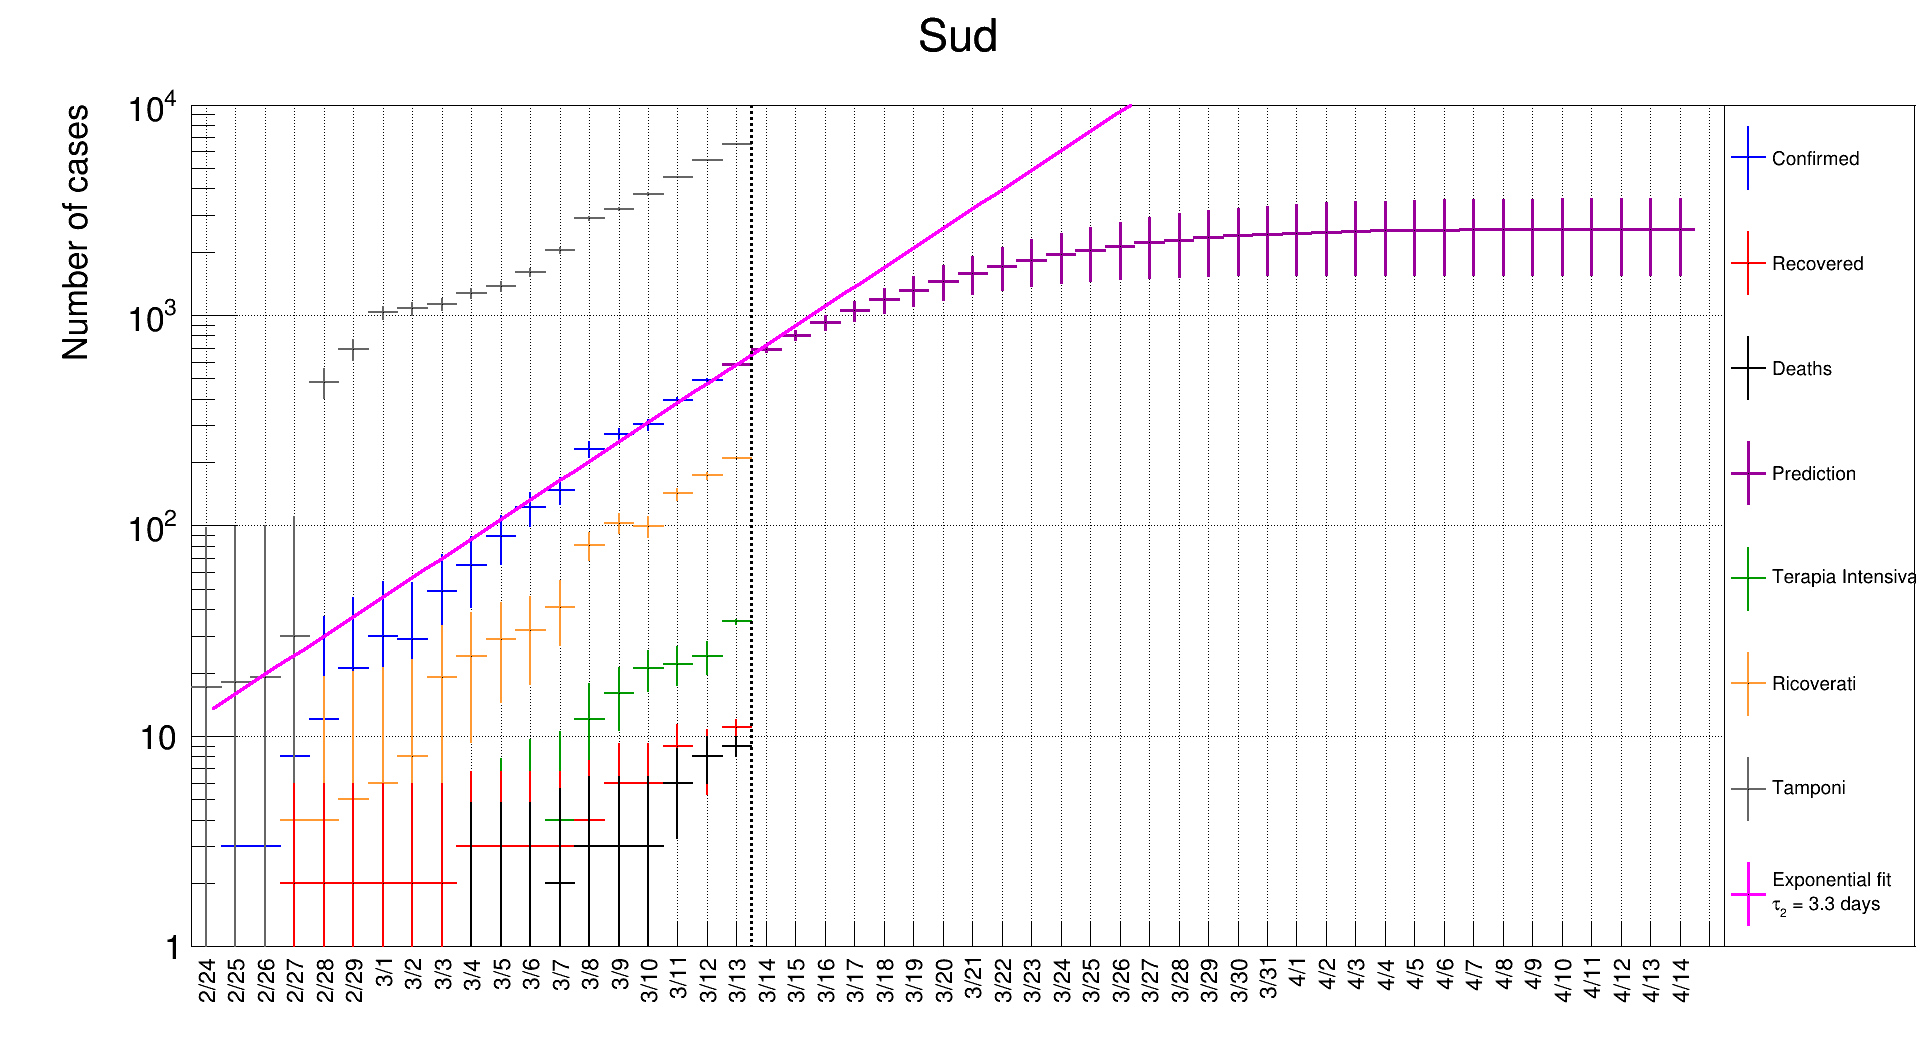 Sud
Number of cases
10⁴
10³
10²
10
1
2/24 2/25 2/26 2/27 2/28 2/29 3/1 3/2 3/3 3/4 3/5 3/6 3/7 3/8 3/9 3/10 3/11 3/12 3/13 3/14 3/15 3/16 3/17 3/18 3/19 3/20 3/21 3/22 3/23 3/24 3/25 3/26 3/27 3/28 3/29 3/30 3/31 4/1 4/2 4/3 4/4 4/5 4/6 4/7 4/8 4/9 4/10 4/11 4/12 4/13 4/14
Confirmed
Recovered
Deaths
Prediction
Terapia Intensiva
Ricoverati
Tamponi
Exponential fit
τ₂ = 3.3 days